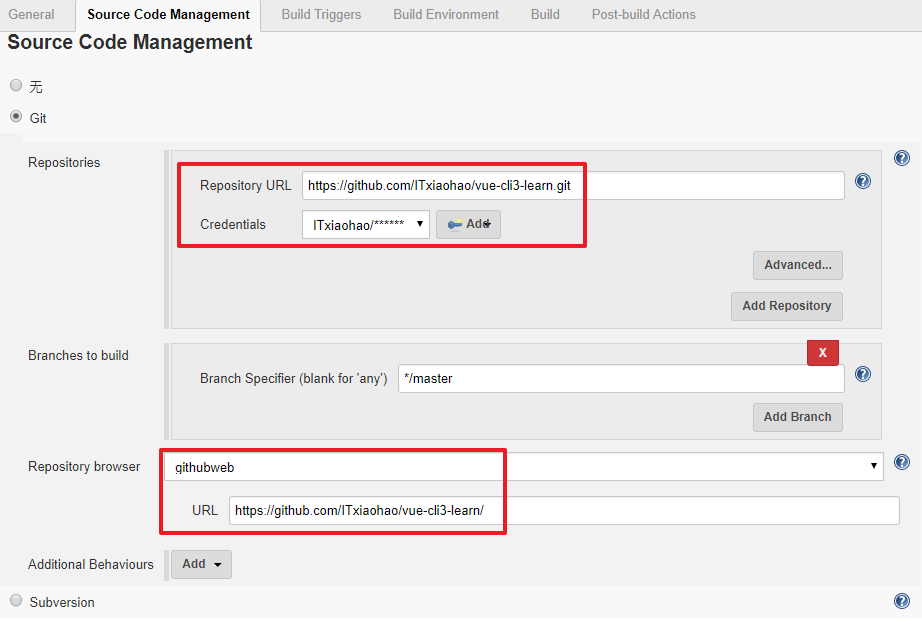 General Source Code Management Build Triggers Build Environment Build Post-build Actions
Source Code Management
无
Git
Repositories
Repository URL https://github.com/ITxiaohao/vue-cli3-learn.git
Credentials ITxiaohao/****** Add
Advanced...
Add Repository
Branches to build
X
Branch Specifier (blank for 'any') */master
Add Branch
Repository browser githubweb
URL https://github.com/ITxiaohao/vue-cli3-learn/
Additional Behaviours Add
Subversion